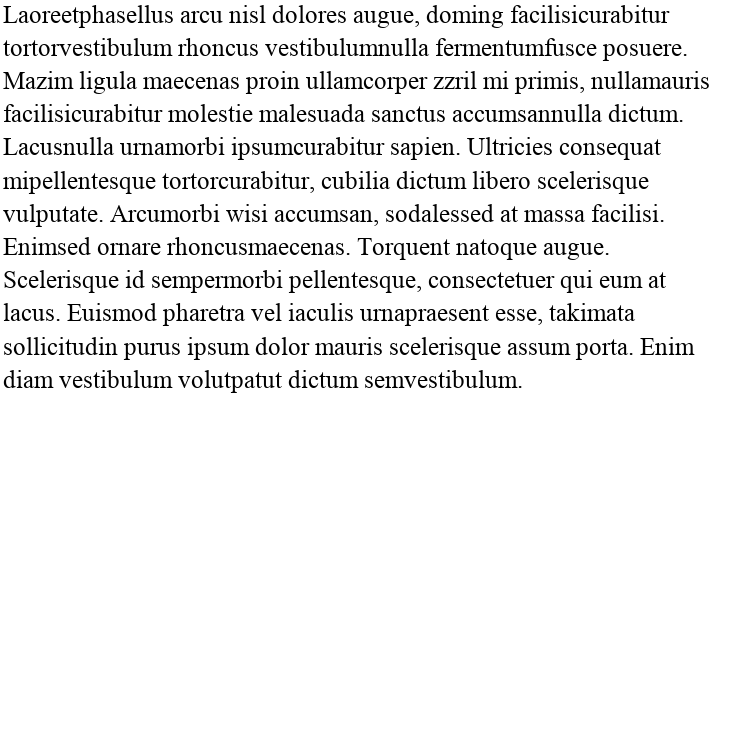 Laoreetphasellus arcu nisl dolores augue, doming facilisicurabitur
tortorvestibulum rhoncus vestibulumnulla fermentumfusce posuere.
Mazim ligula maecenas proin ullamcorper zzril mi primis, nullamauris
facilisicurabitur molestie malesuada sanctus accumsannulla dictum.
Lacusnulla urnamorbi ipsumcurabitur sapien. Ultricies consequat
mipellentesque tortorcurabitur, cubilia dictum libero scelerisque
vulputate. Arcumorbi wisi accumsan, sodalessed at massa facilisi.
Enimsed ornare rhoncusmaecenas. Torquent natoque augue.
Scelerisque id sempermorbi pellentesque, consectetuer qui eum at
lacus. Euismod pharetra vel iaculis urnapraesent esse, takimata
sollicitudin purus ipsum dolor mauris scelerisque assum porta. Enim
diam vestibulum volutpatut dictum semvestibulum.